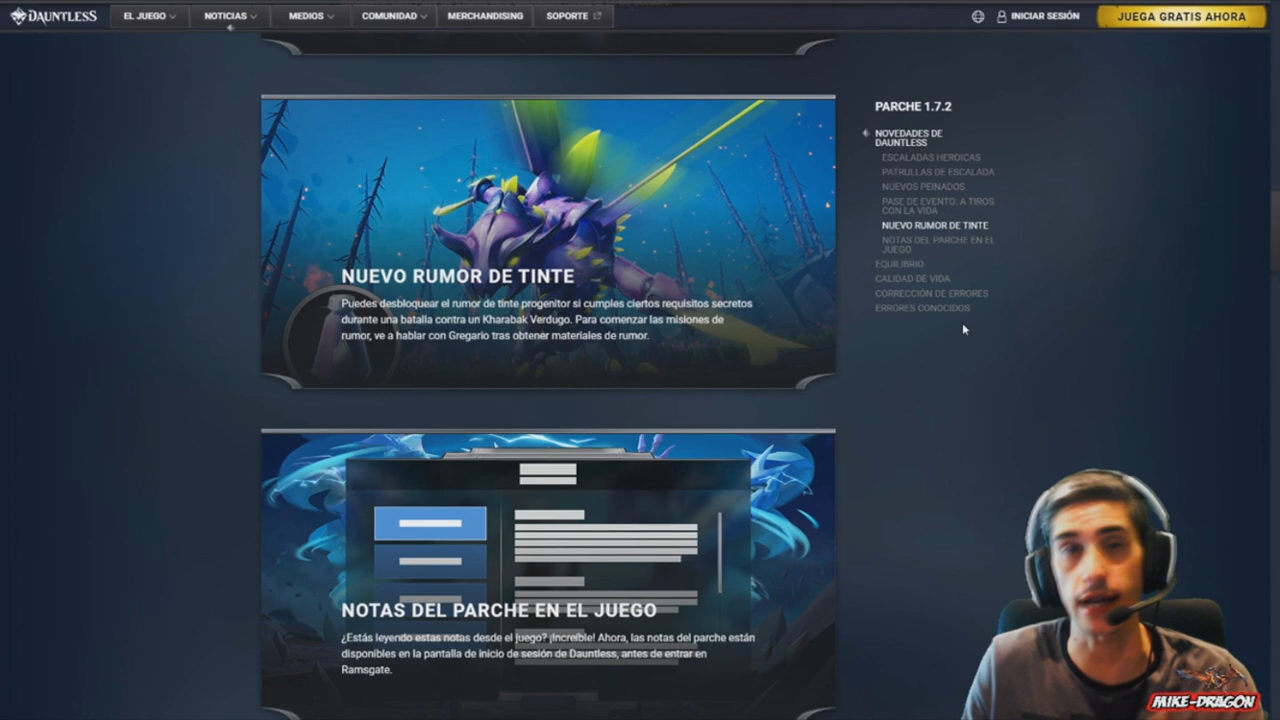 DAUNTLESS
EL JUEGO
NOTICIAS
MEDIOS
COMUNIDAD
MERCHANDISING
SOPORTE
INICIAR SESIÓN
JUEGA GRATIS AHORA
NUEVO RUMOR DE TINTE
Puedes desbloquear el rumor de tinte progenitor si cumples ciertos requisitos secretos
durante una batalla contra un Kharabak Verdugo. Para comenzar las misiones de
rumor, ve a hablar con Gregario tras obtener materiales de rumor.
NOTAS DEL PARCHE EN EL JUEGO
¿Estás leyendo estas notas desde el juego? ¡Increíble! Ahora, las notas del parche están
disponibles en la pantalla de inicio de sesión de Dauntless, antes de entrar en
Ramsgate.
PARCHE 1.7.2
NOVEDADES DE
DAUNTLESS
ESCALADAS HEROICAS
PATRULLAS DE ESCALADA
NUEVOS PEINADOS
PASE DE EVENTO: A TIROS
CON LA VIDA
NUEVO RUMOR DE TINTE
NOTAS DEL PARCHE EN EL
JUEGO
EQUILIBRIO
CALIDAD DE VIDA
CORRECCIÓN DE ERRORES
ERRORES CONOCIDOS
MIKE-DRAGON